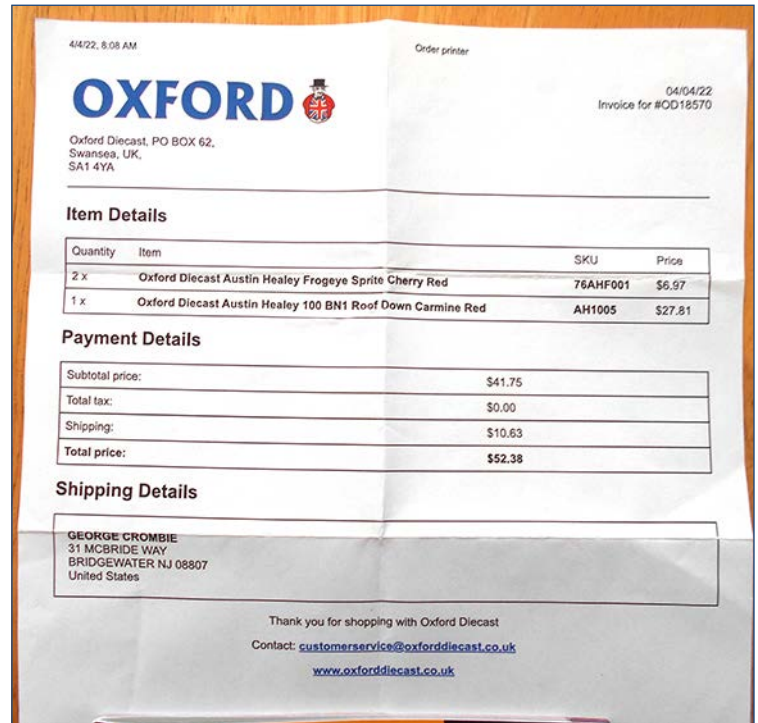 4/4/22, 8:08 AM
Order printer
OXFORD
04/04/22
Invoice for #OD18570
Oxford Diecast, PO BOX 62,
Swansea, UK,
SA1 4YA
Item Details
Quantity Item SKU Price
2 x Oxford Diecast Austin Healey Frogeye Sprite Cherry Red 76AHF001 $6.97
1 x Oxford Diecast Austin Healey 100 BN1 Roof Down Carmine Red AH1005 $27.81
Payment Details
Subtotal price: $41.75
Total tax: $0.00
Shipping: $10.63
Total price: $52.38
Shipping Details
GEORGE CROMBIE
31 MCBRIDE WAY
BRIDGEWATER NJ 08807
United States
Thank you for shopping with Oxford Diecast
Contact: customerservice@oxforddiecast.co.uk
www.oxforddiecast.co.uk